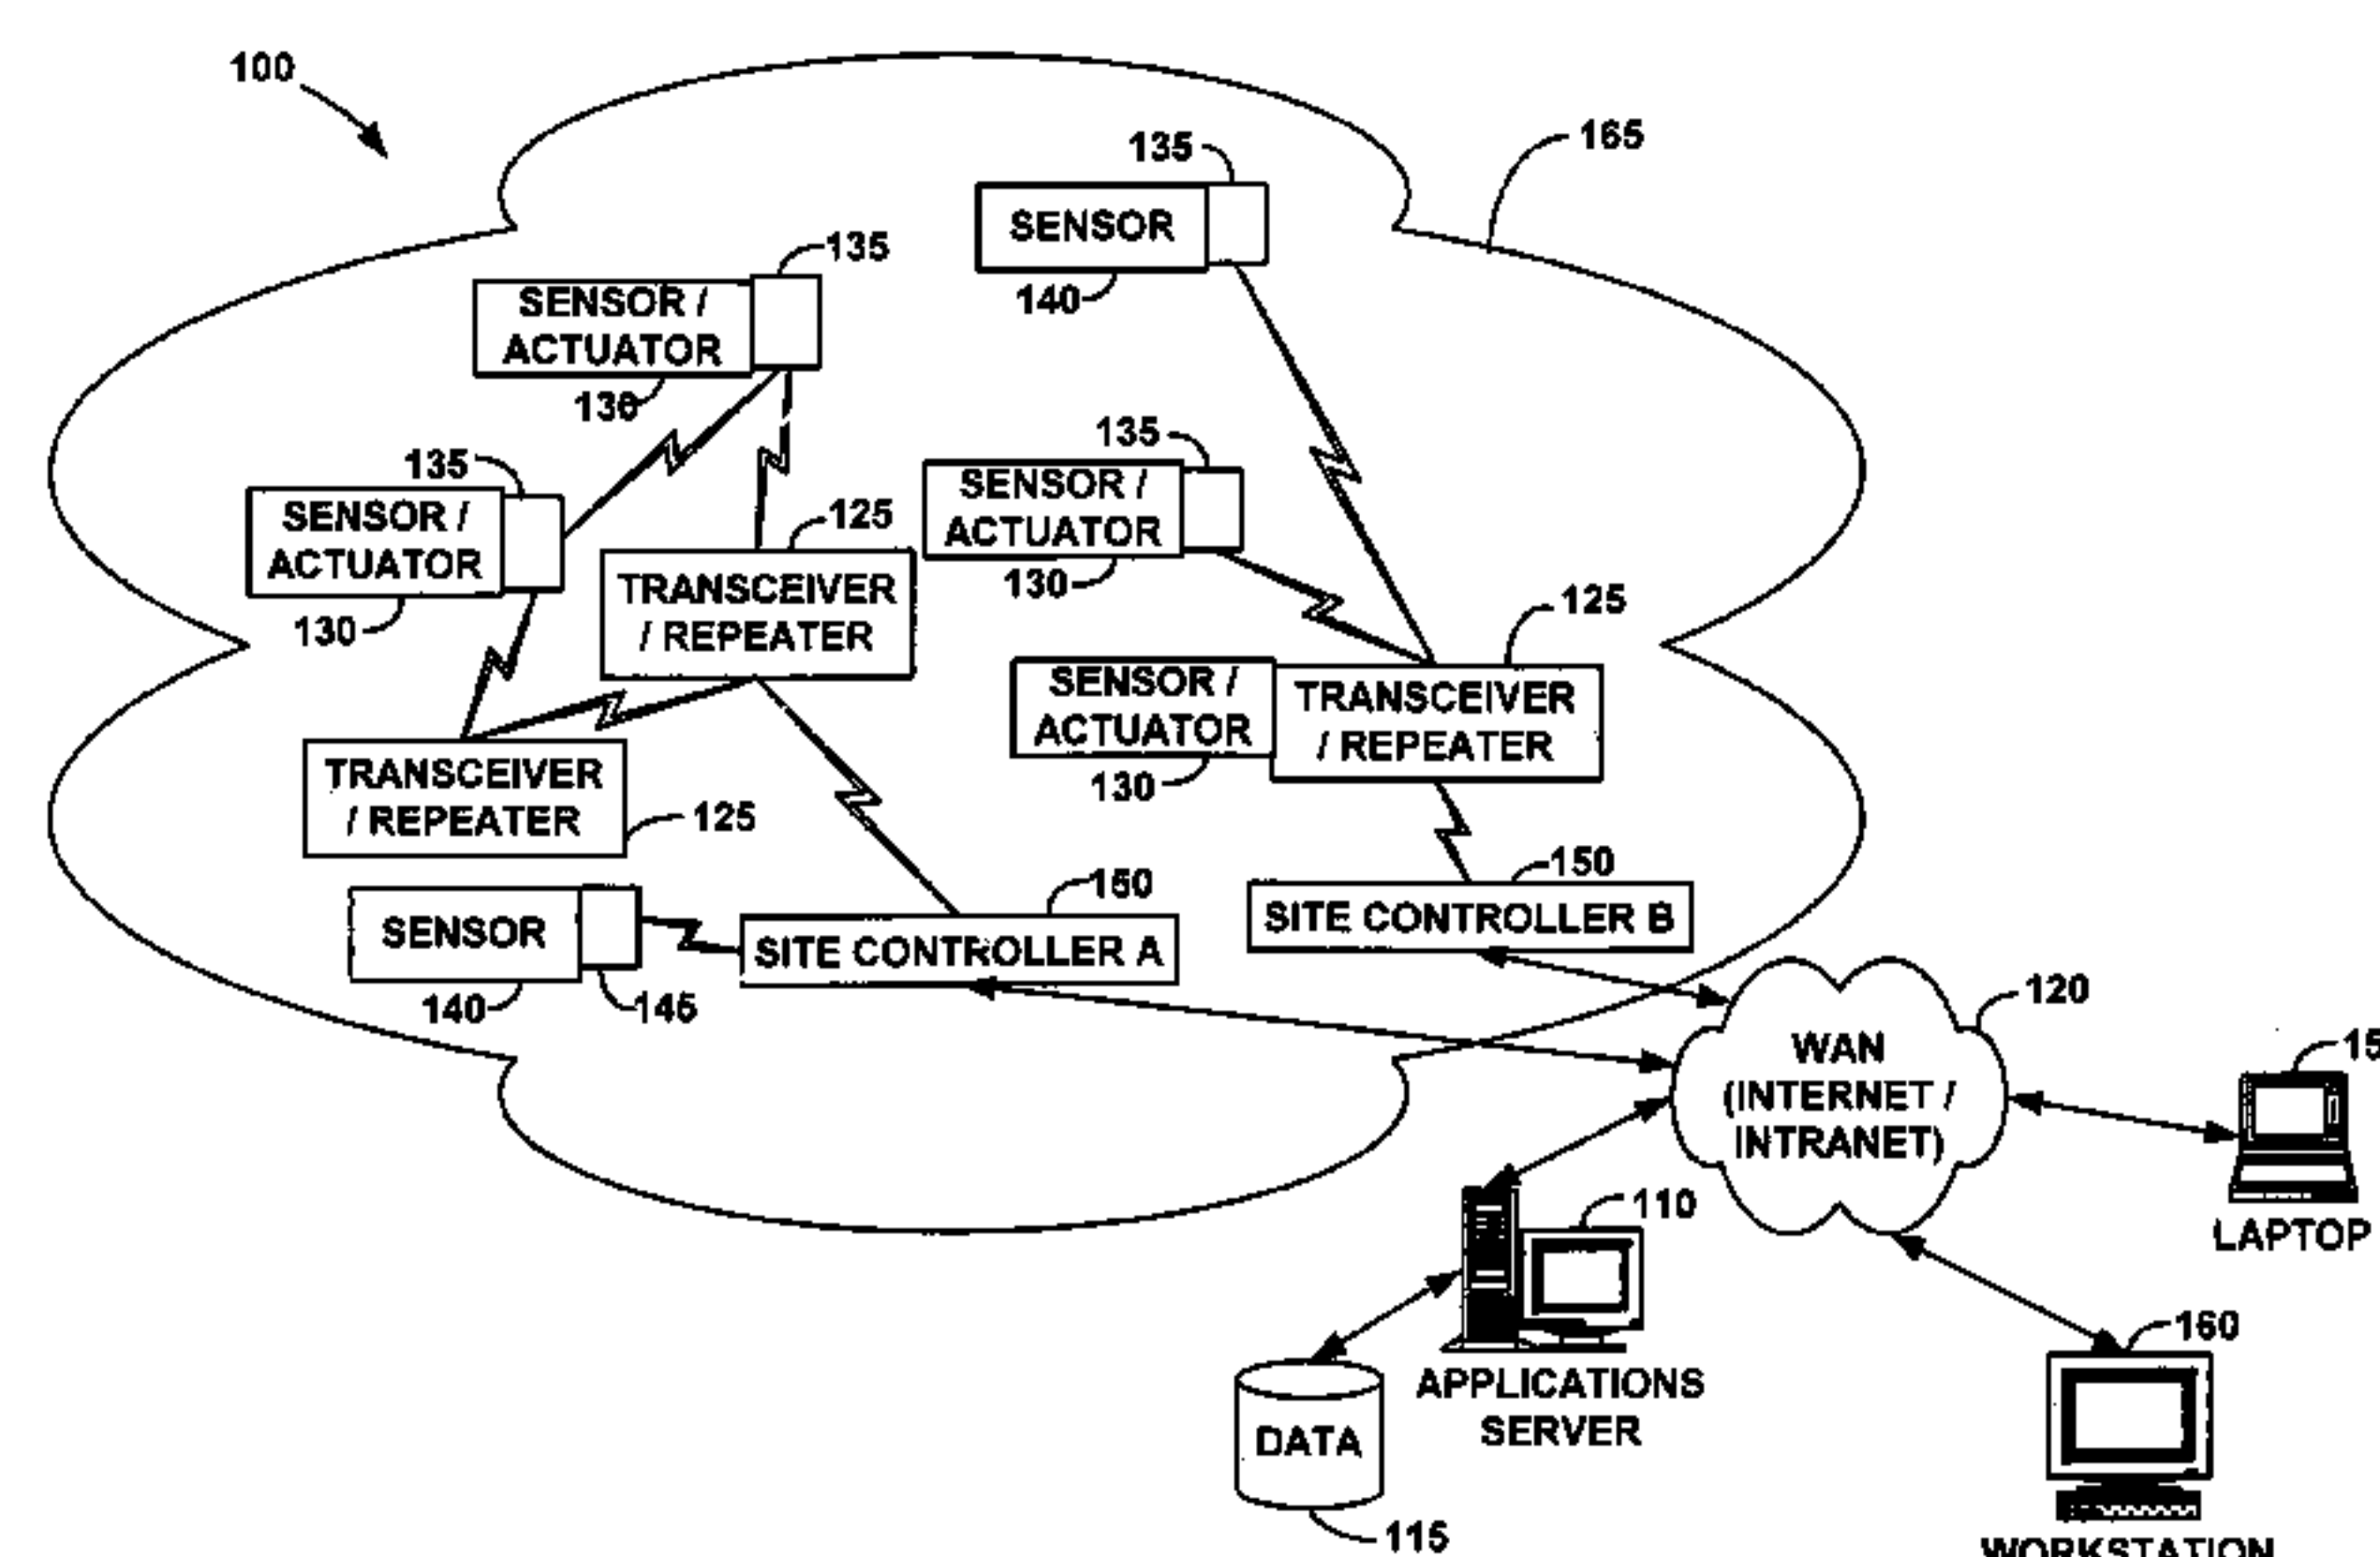 100
165
135
SENSOR
140
135
SENSOR /
ACTUATOR
130
135
SENSOR /
ACTUATOR
130
135
SENSOR /
ACTUATOR
130
125
TRANSCEIVER
/ REPEATER
125
SENSOR /
ACTUATOR
130
TRANSCEIVER
/ REPEATER
TRANSCEIVER
/ REPEATER
125
150
SITE CONTROLLER B
150
SITE CONTROLLER A
SENSOR
140
145
120
WAN
(INTERNET /
INTRANET)
15
LAPTOP
110
APPLICATIONS
SERVER
DATA
115
160
WORKSTATION